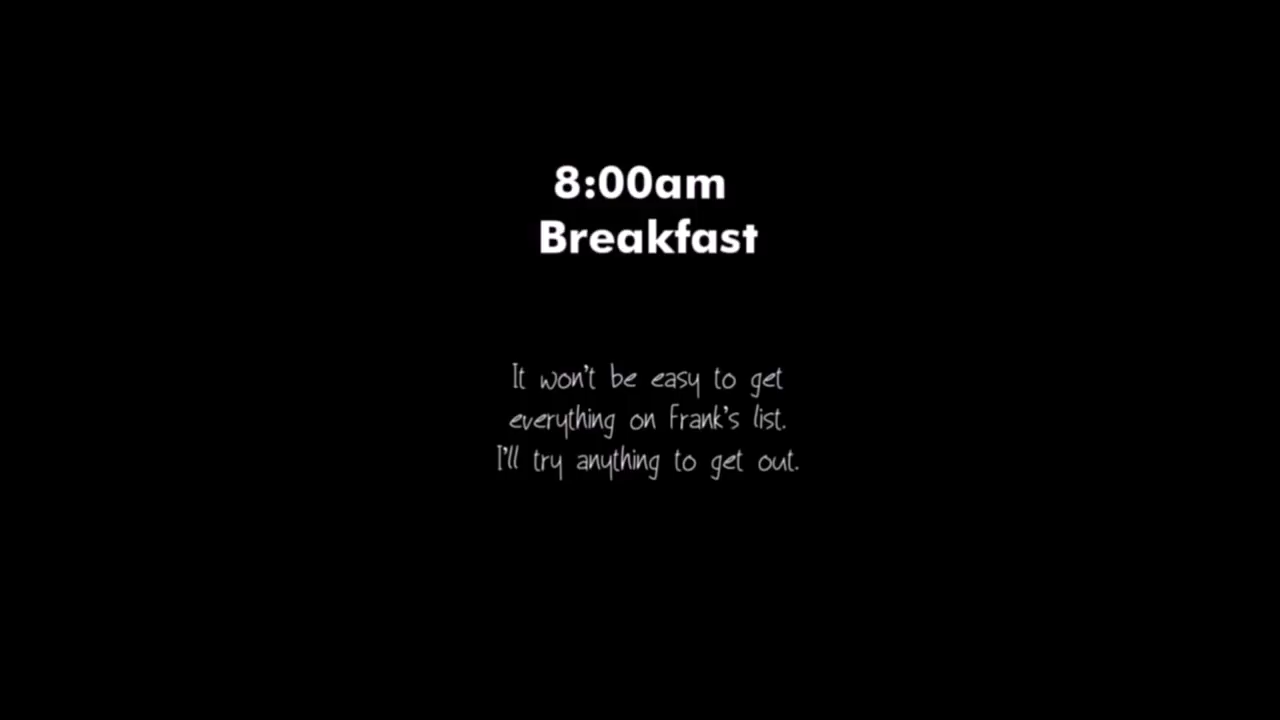 8:00am
Breakfast
It won't be easy to get
everything on Frank's list.
I'll try anything to get out.